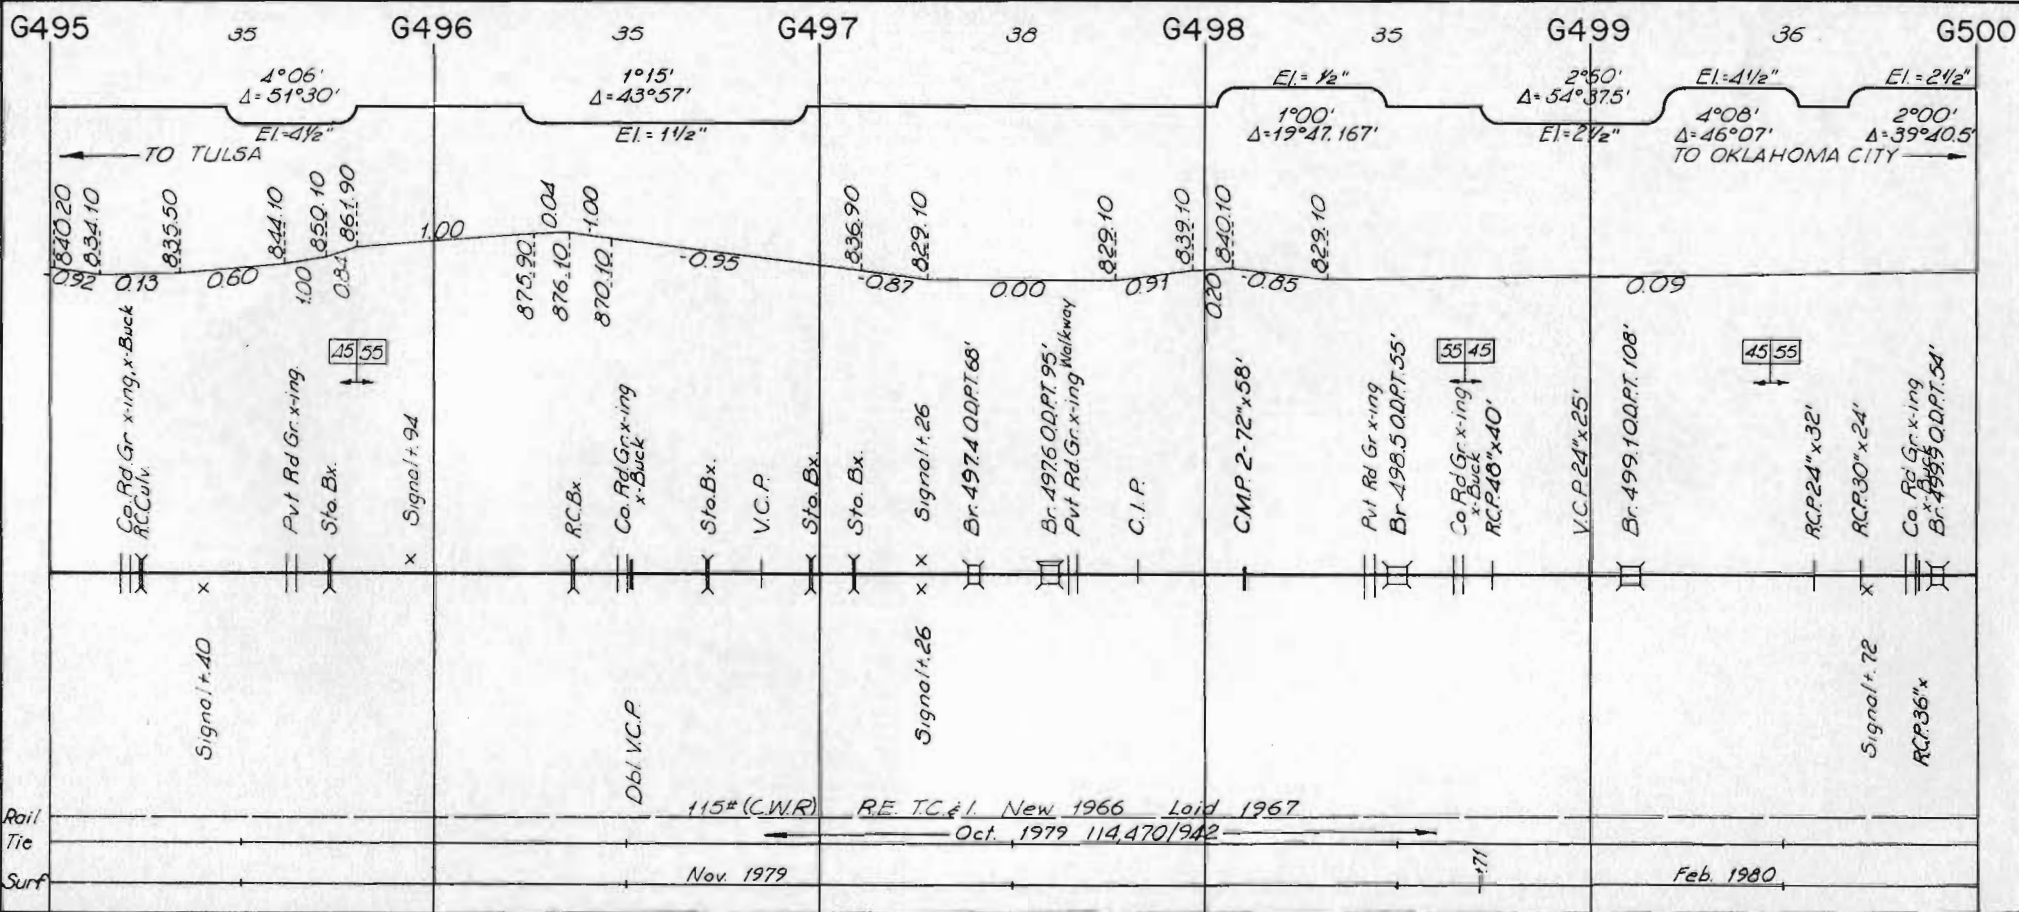 G495 35 G496 35 G497 38 G498 35 G499 36 G500
4°06'
Δ=51°30'
El=4½"
1°15'
Δ=43°57'
El.=1½"
El.=½"
1°00'
Δ=19°47.167'
2°50'
Δ=54°37.5'
El=2½"
El.=4½"
4°08'
Δ=46°07'
El.=2½"
2°00'
Δ=39°40.5'
TO TULSA
TO OKLAHOMA CITY
840.20
834.10
835.50
844.10
850.10
861.90
875.90
876.10
0.04
870.10
-1.00
836.90
829.10
829.10
839.10
840.10
829.10
-0.92
0.13
0.60
1.00
0.84
1.00
-0.95
-0.87
0.00
0.91
0.20
-0.85
0.09
45 55
55 45
45 55
Co. Rd. Gr. x-ing, x-Buck
R.C. Culv.
Pvt Rd Gr. x-ing
Sto. Bx.
Signal+.94
R.C. Bx.
Co. Rd. Gr. x-ing
x-Buck
Sto. Bx.
V.C.P.
Sto. Bx.
Sto. Bx.
Signal+.26
Br. 497.4 O.D.P.T. 68'
Br. 497.6 O.D.P.T. 95'
Walkway
Pvt Rd. Gr. x-ing
C.I.P.
C.M.P. 2-72"x58'
Pvt Rd Gr x-ing
Br 498.5 O.D.P.T. 55'
Co. Rd Gr. x-ing
x-Buck
R.C.P. 48"x40'
V.C.P. 24"x25'
Br. 499.1 O.D.P.T. 108'
R.C.P. 24"x32'
R.C.P. 30"x24'
Co. Rd Gr. x-ing
x-Buck
Br. 499.9 O.D.P.T. 54'
Signal+.40
Dbl. V.C.P.
Signal+.26
Signal+.72
R.C.P. 36"x
Rail 115# (C.W.R) R.E. T.C.&I. New 1966 Laid 1967
Tie Oct. 1979 114,470/942
Surf Nov. 1979 Feb. 1980